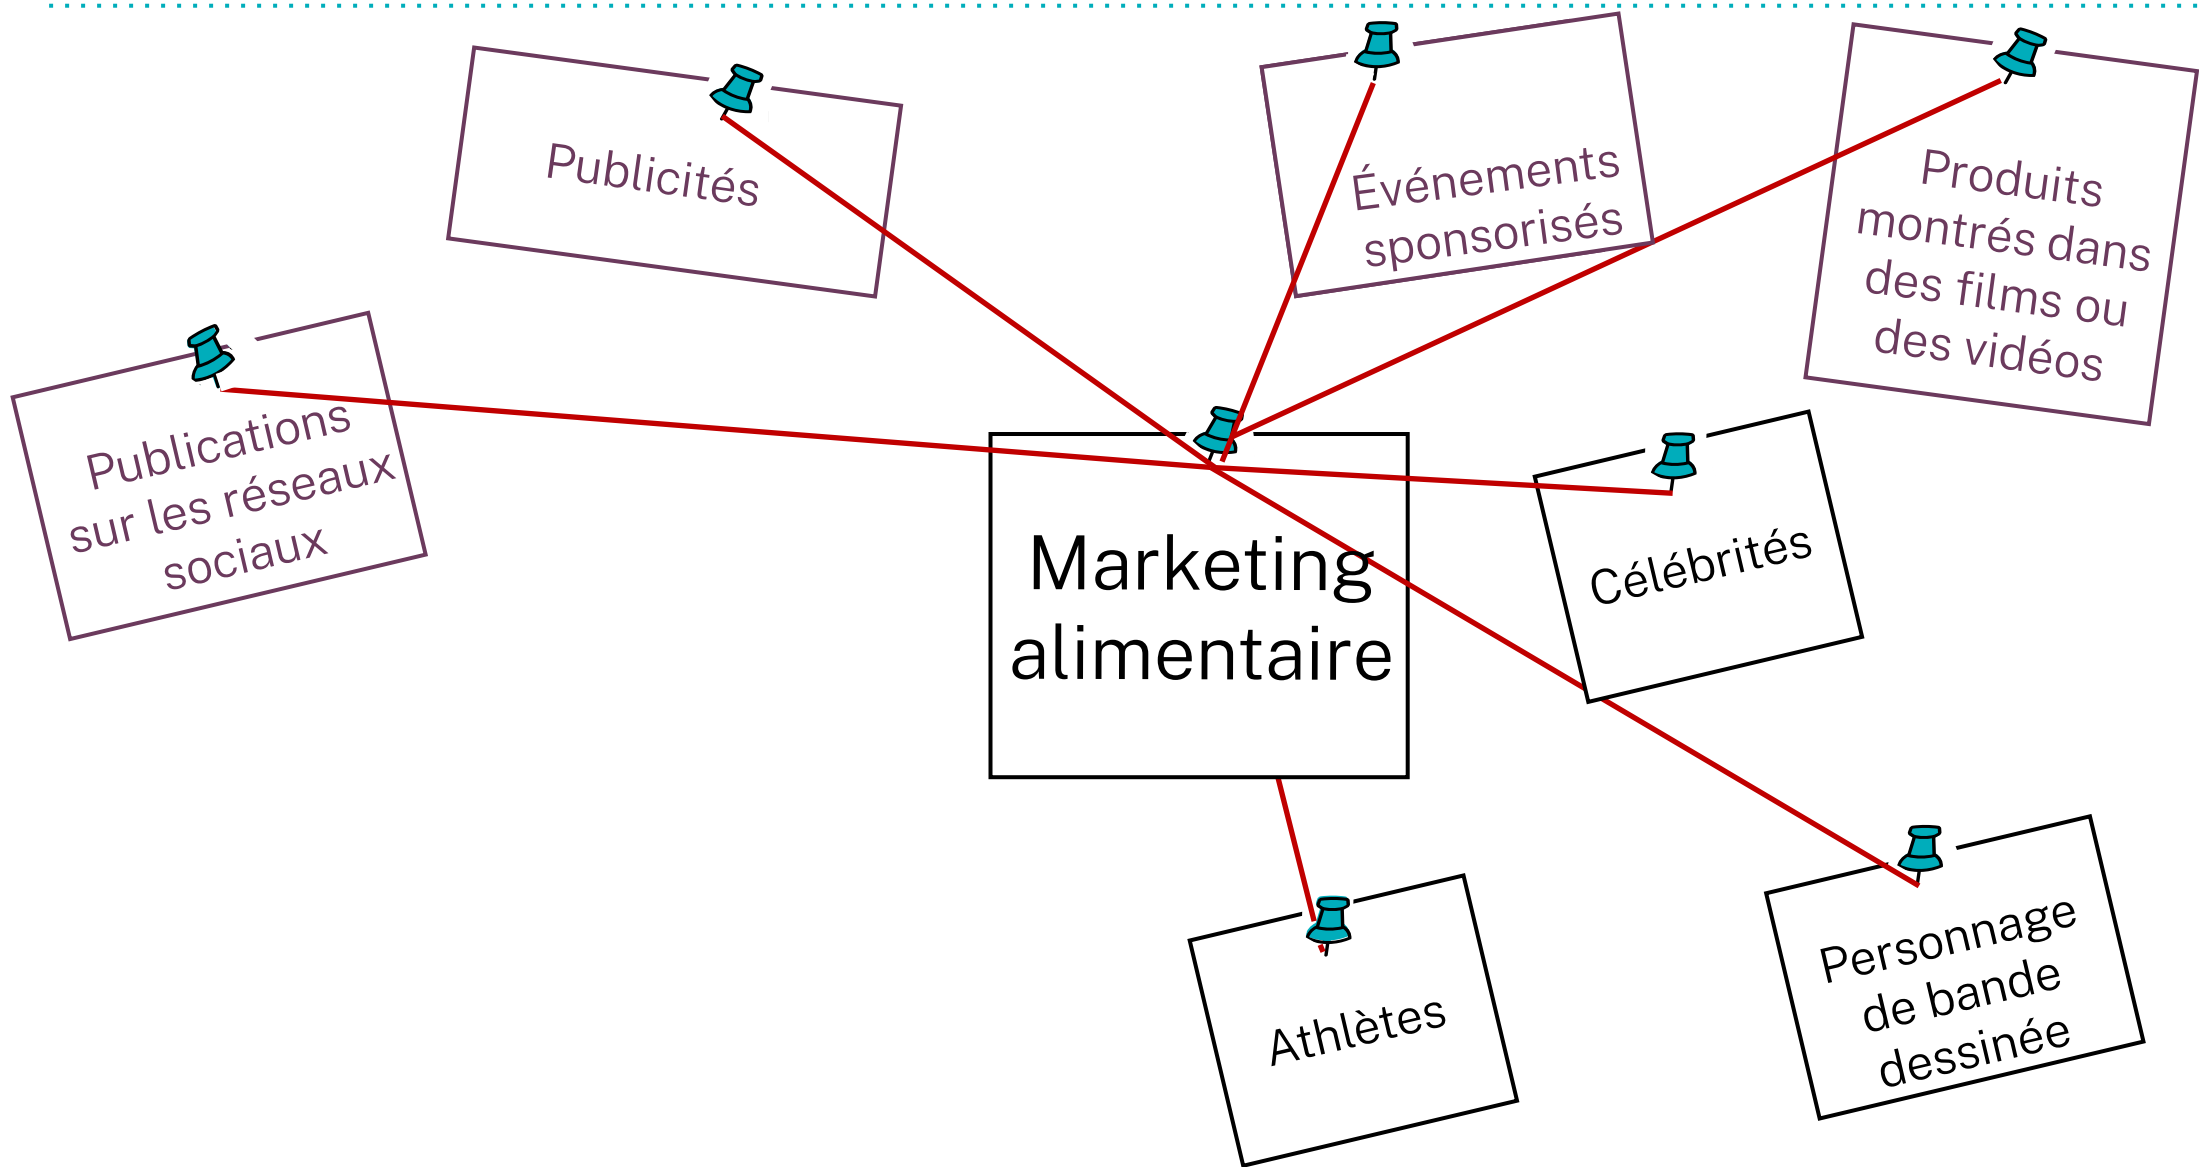 Publicités
Événements
sponsorisés
Produits
montrés dans
des films ou
des vidéos
Publications
sur les réseaux
sociaux
Marketing
alimentaire
Célébrités
Athlètes
Personnage
de bande
dessinée